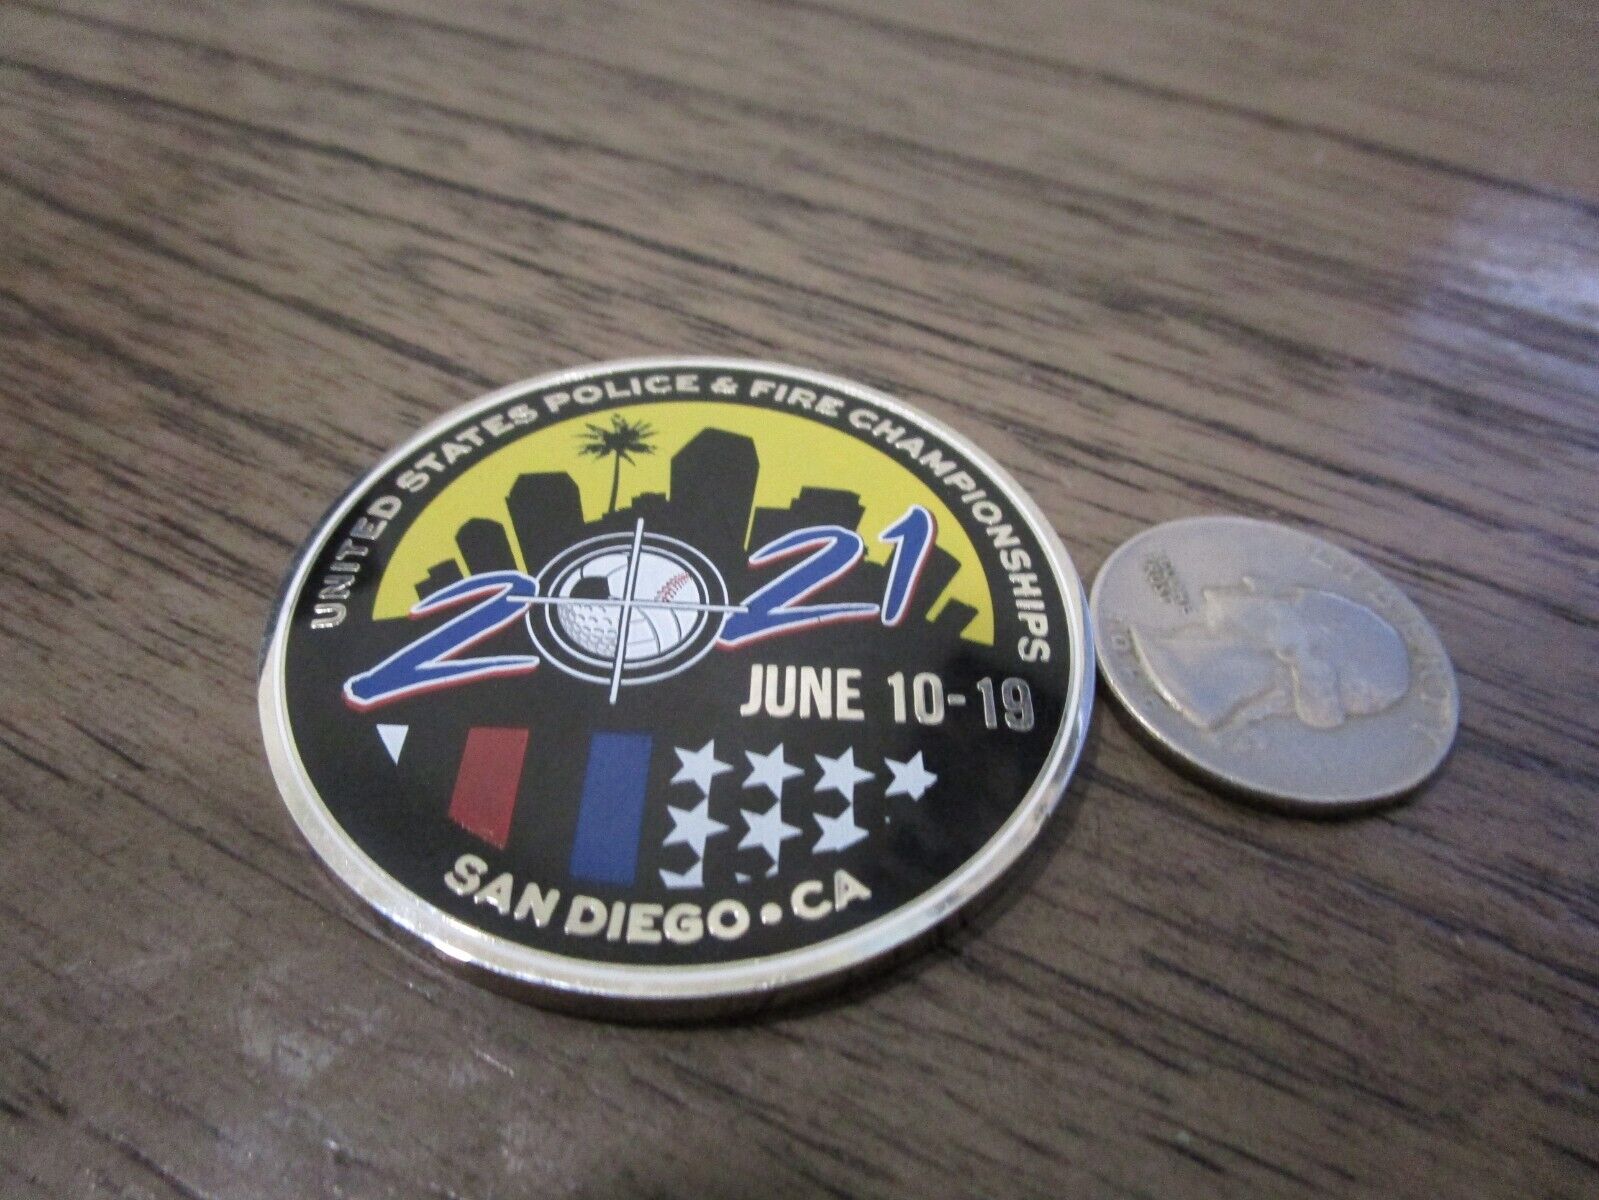 UNITED STATES POLICE & FIRE CHAMPIONSHIPS
2021
JUNE 10-19
SAN DIEGO • CA